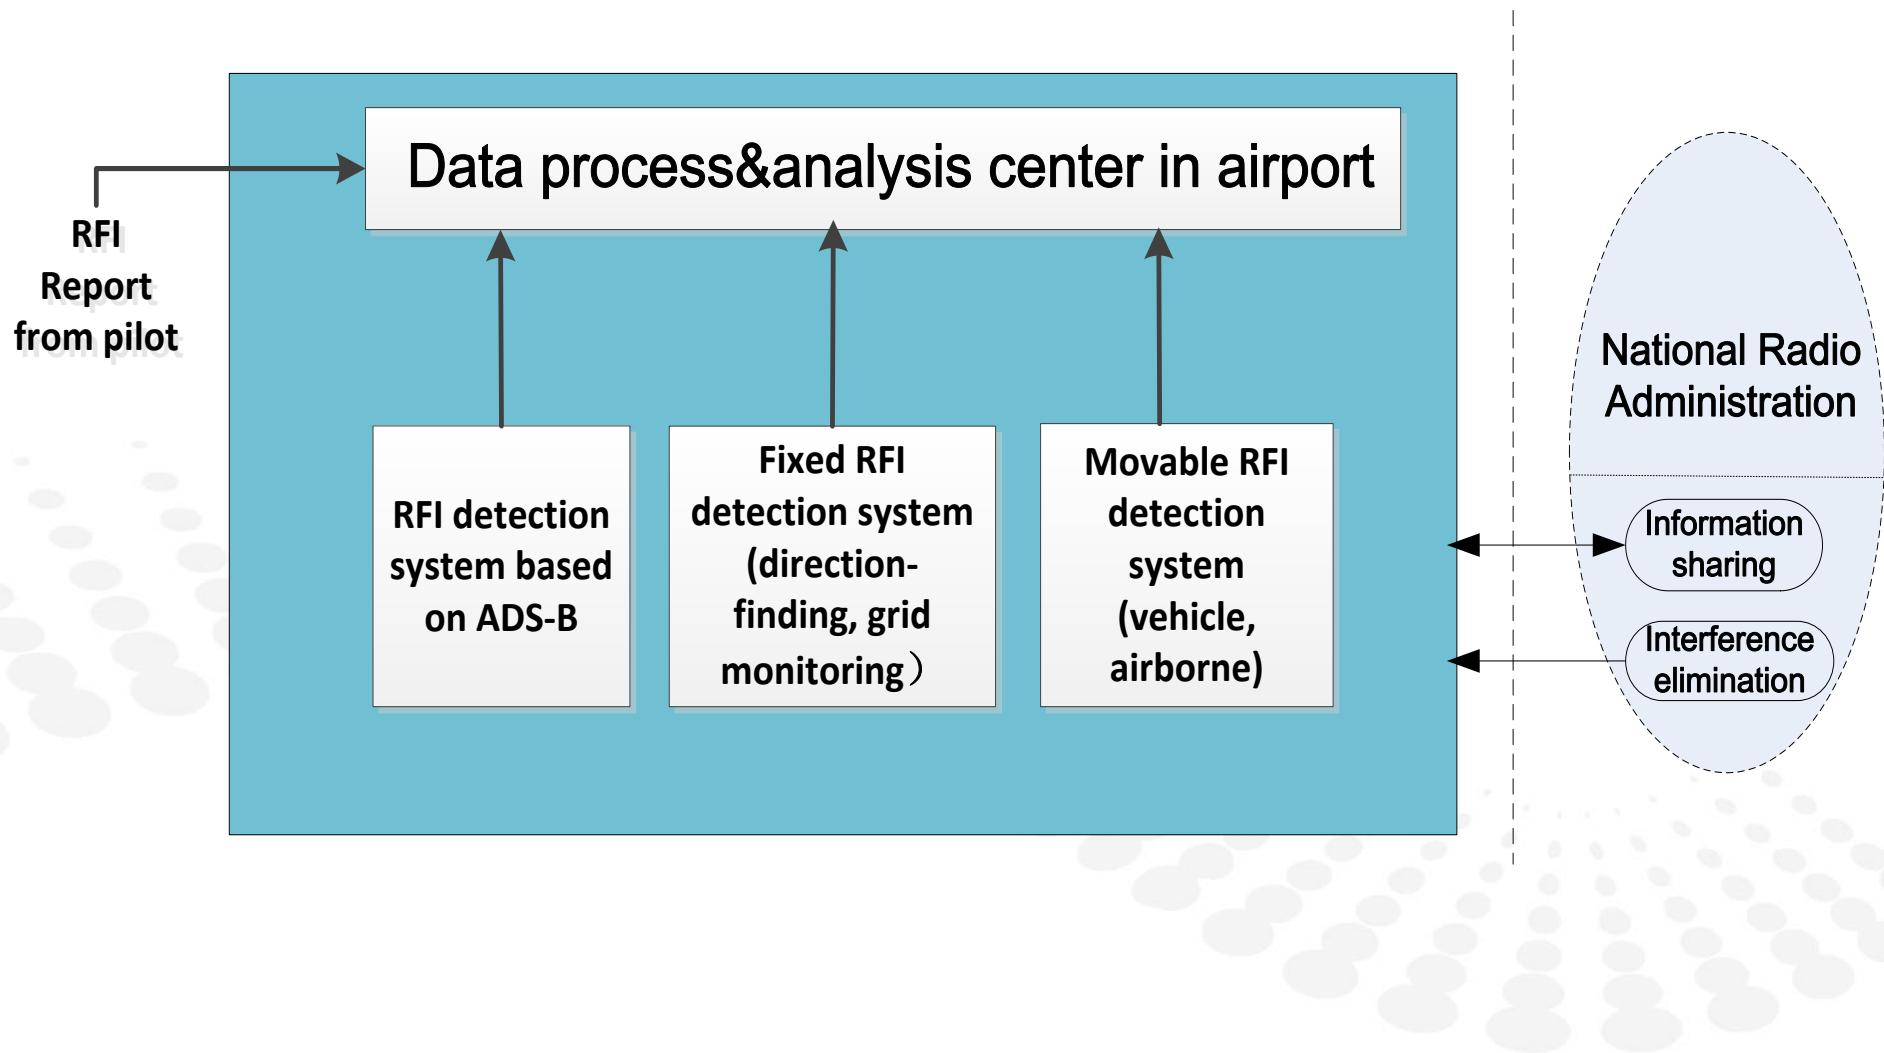 Data process&analysis center in airport
RFI
Report
from pilot
RFI detection
system based
on ADS-B
Fixed RFI
detection system
(direction-
finding, grid
monitoring）
Movable RFI
detection
system
(vehicle,
airborne)
National Radio
Administration
Information
sharing
Interference
elimination